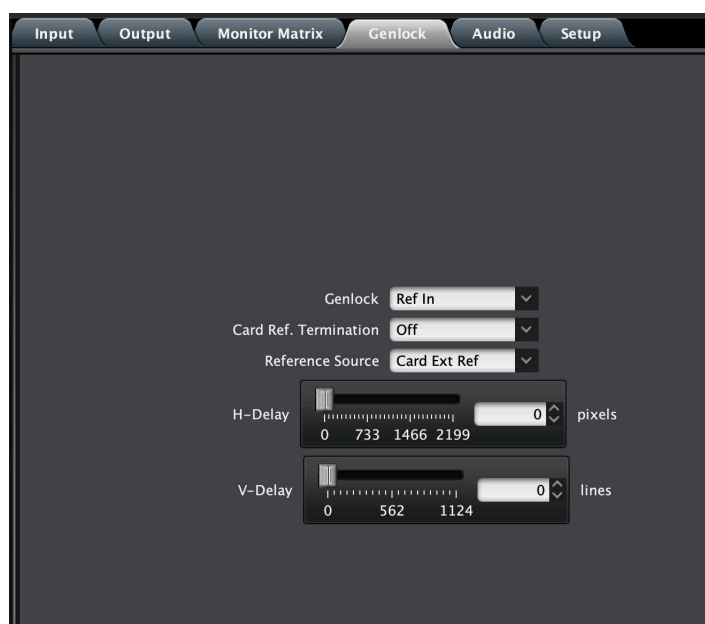 Input Output Monitor Matrix Genlock Audio Setup
Genlock Ref In
Card Ref. Termination Off
Reference Source Card Ext Ref
H-Delay 0 pixels
0 733 1466 2199
V-Delay 0 lines
0 562 1124